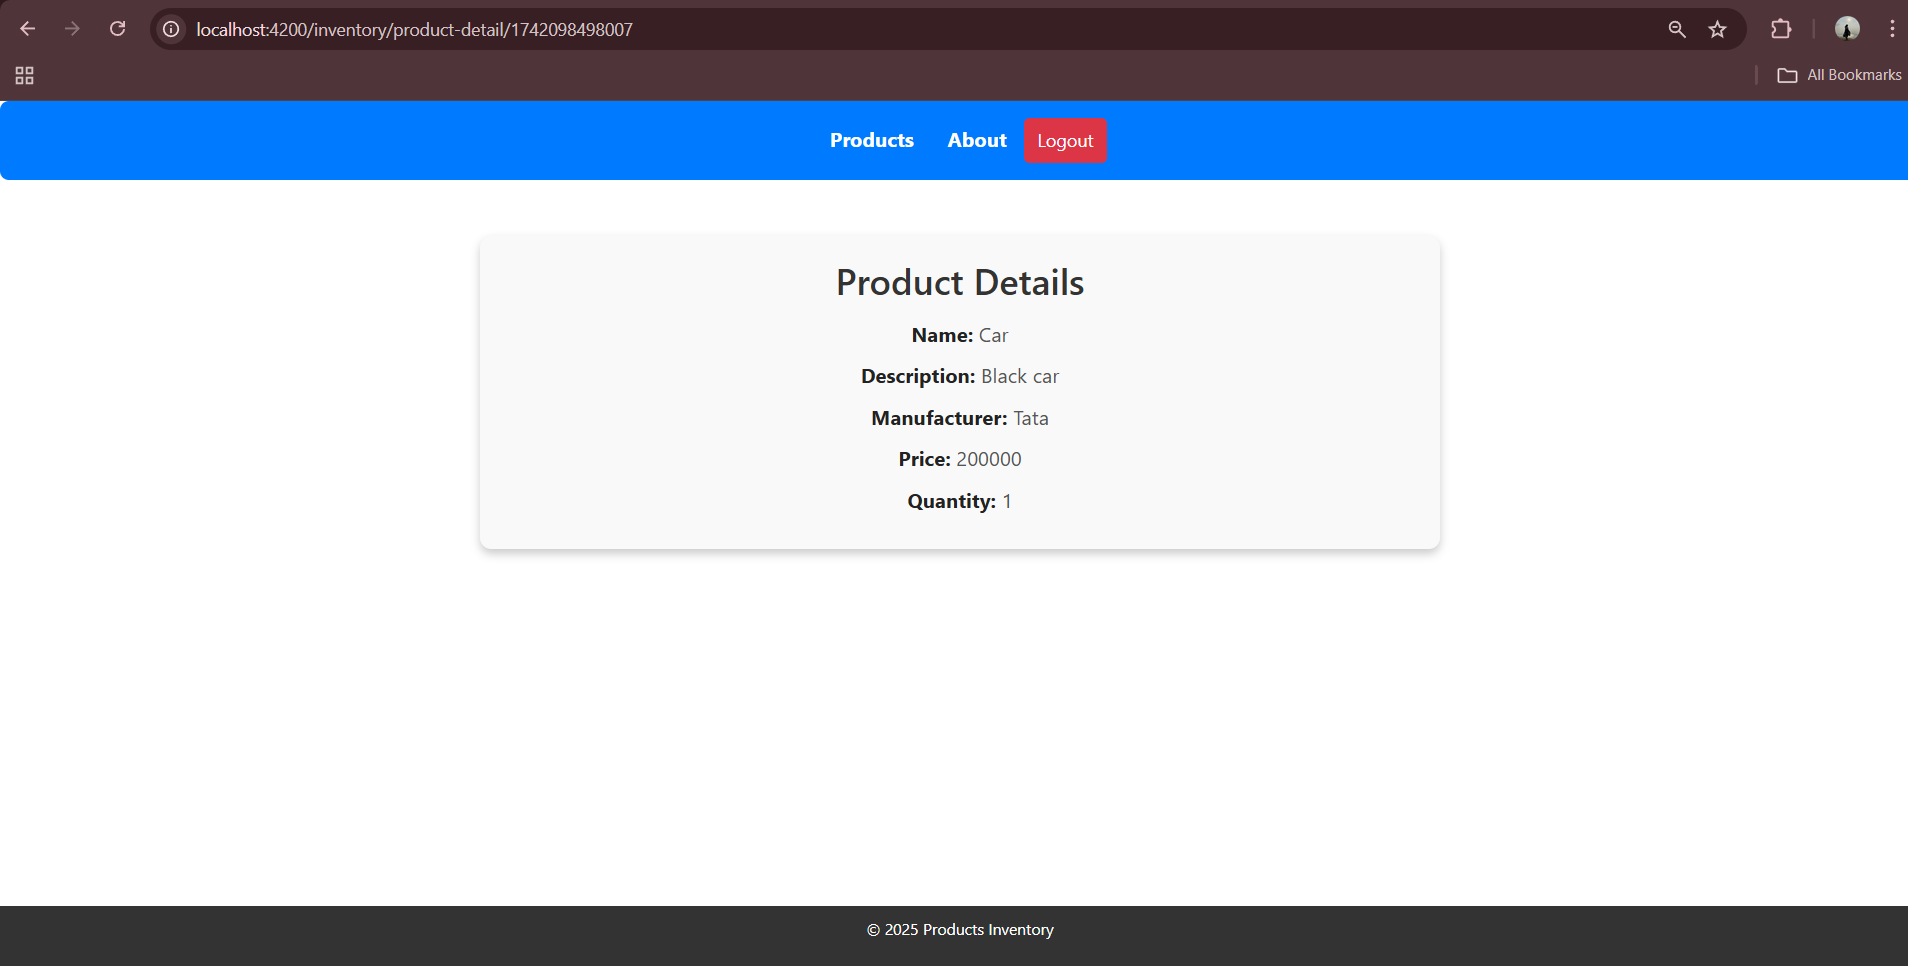 localhost:4200/inventory/product-detail/1742098498007
All Bookmarks
Products About Logout
Product Details
Name: Car
Description: Black car
Manufacturer: Tata
Price: 200000
Quantity: 1
© 2025 Products Inventory